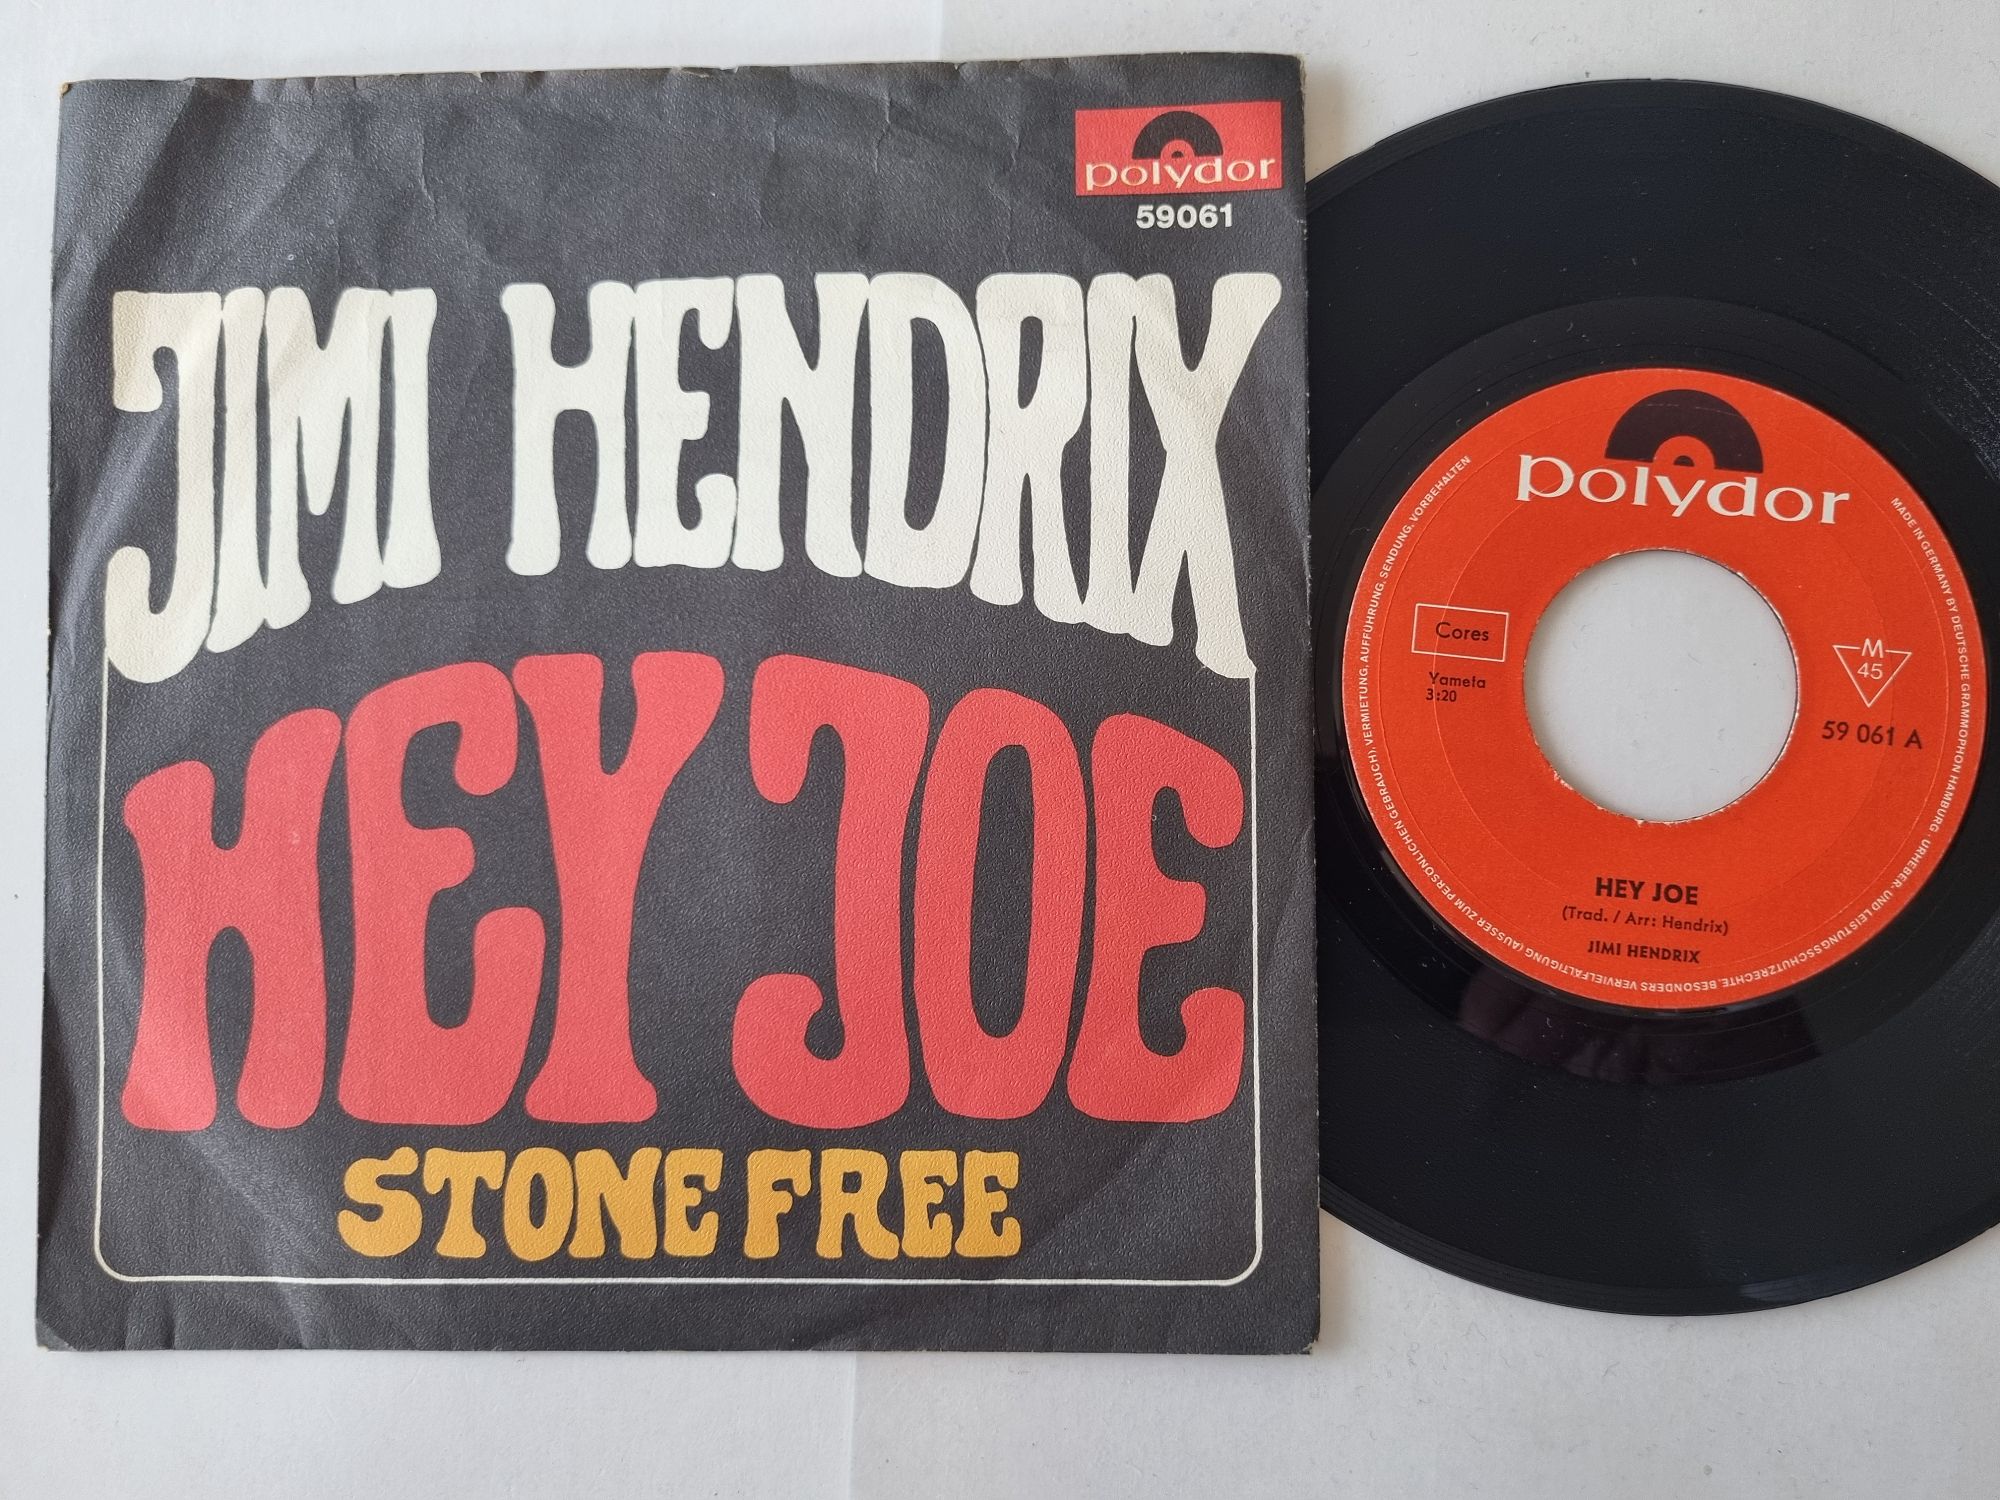 polydor
59061
JIMI HENDRIX
HEY JOE
STONE FREE
polydor
Cores
Yameta
3:20
M
45
59 061 A
HEY JOE
(Trad. / Arr: Hendrix)
JIMI HENDRIX
MADE IN GERMANY BY DEUTSCHE GRAMMOPHON HAMBURG · URHEBER- UND LEISTUNGSSCHUTZRECHTE, BESONDERS VERVIELFÄLTIGUNG (AUSSER ZUM PERSÖNLICHEN GEBRAUCH), VERMIETUNG, AUFFÜHRUNG, SENDUNG, VORBEHALTEN